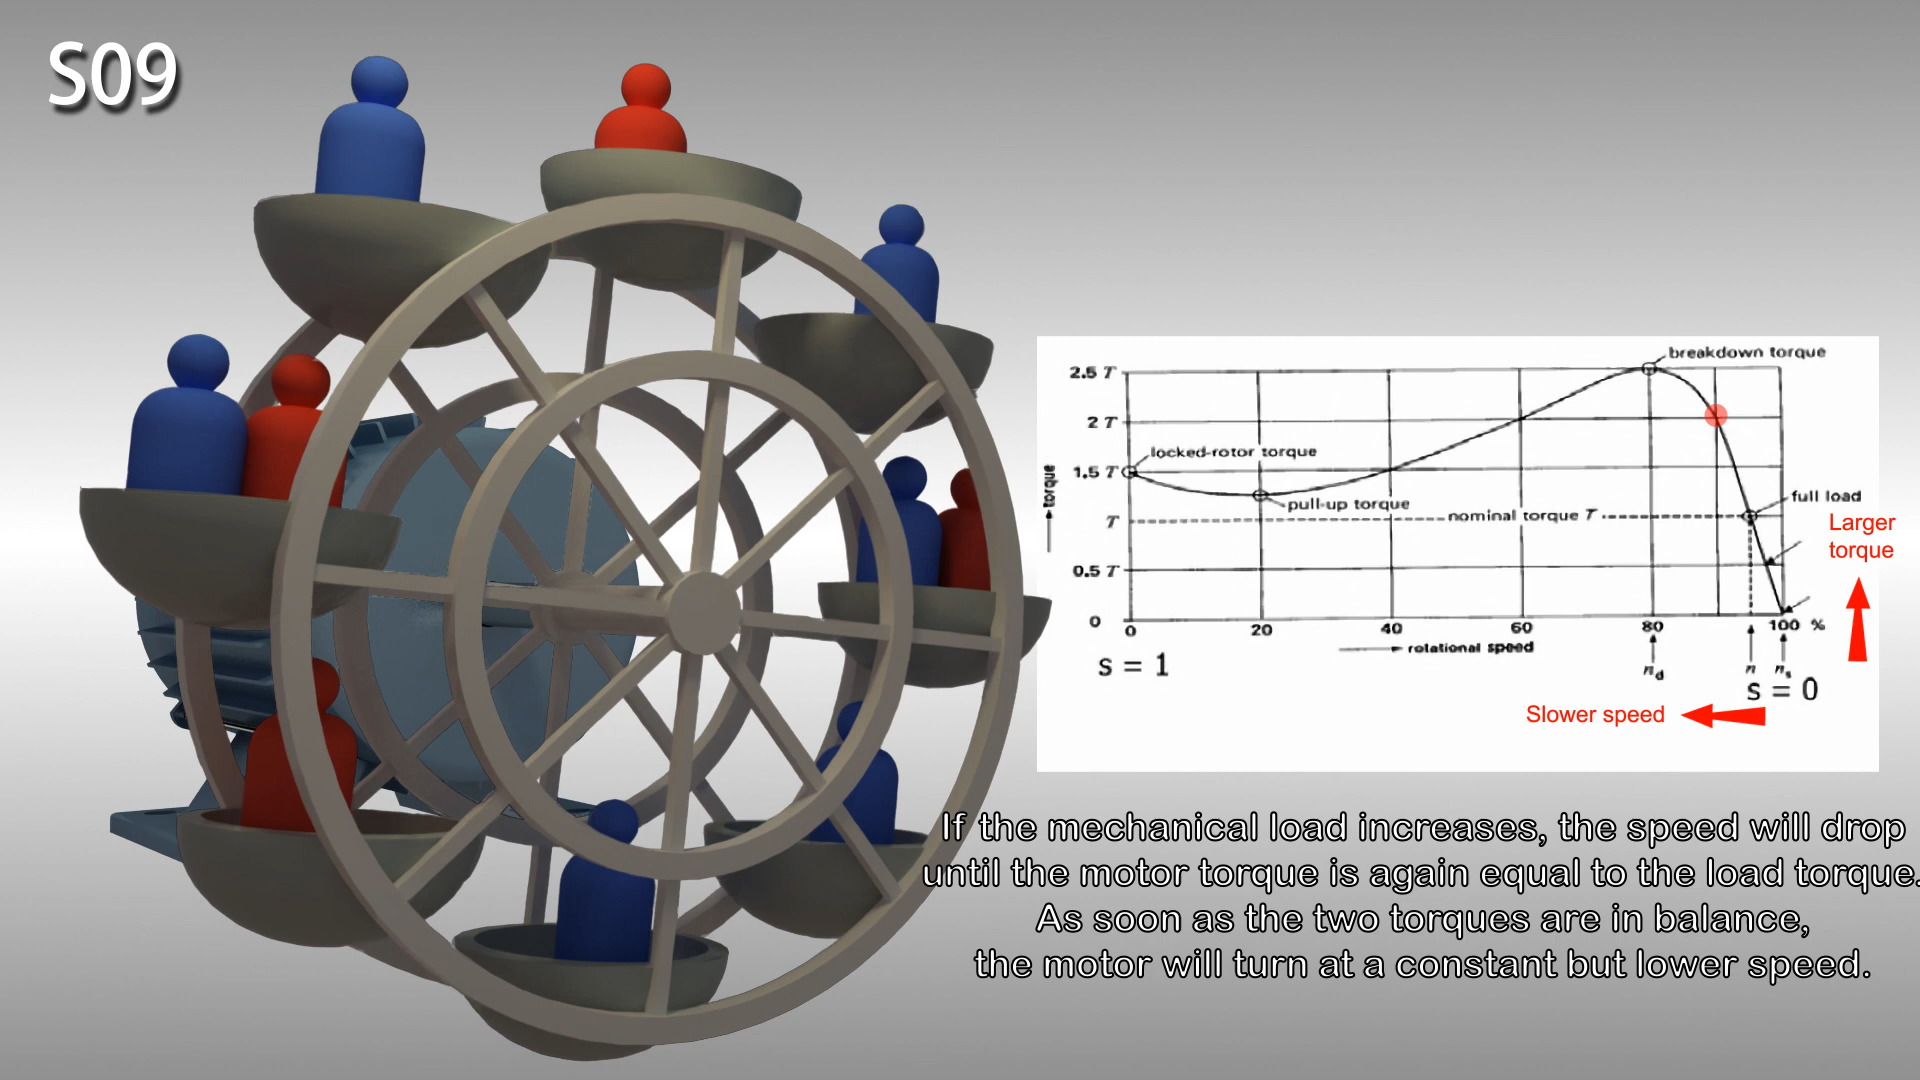 S09
breakdown torque
2.5 T
2 T
locked-rotor torque
1.5 T
torque
pull-up torque
full load
T
nominal torque T
Larger
torque
0.5 T
0
0
20
40
60
80
100 %
rotational speed
s = 1
nd
n
ns
s = 0
Slower speed
If the mechanical load increases, the speed will drop
until the motor torque is again equal to the load torque.
As soon as the two torques are in balance,
the motor will turn at a constant but lower speed.